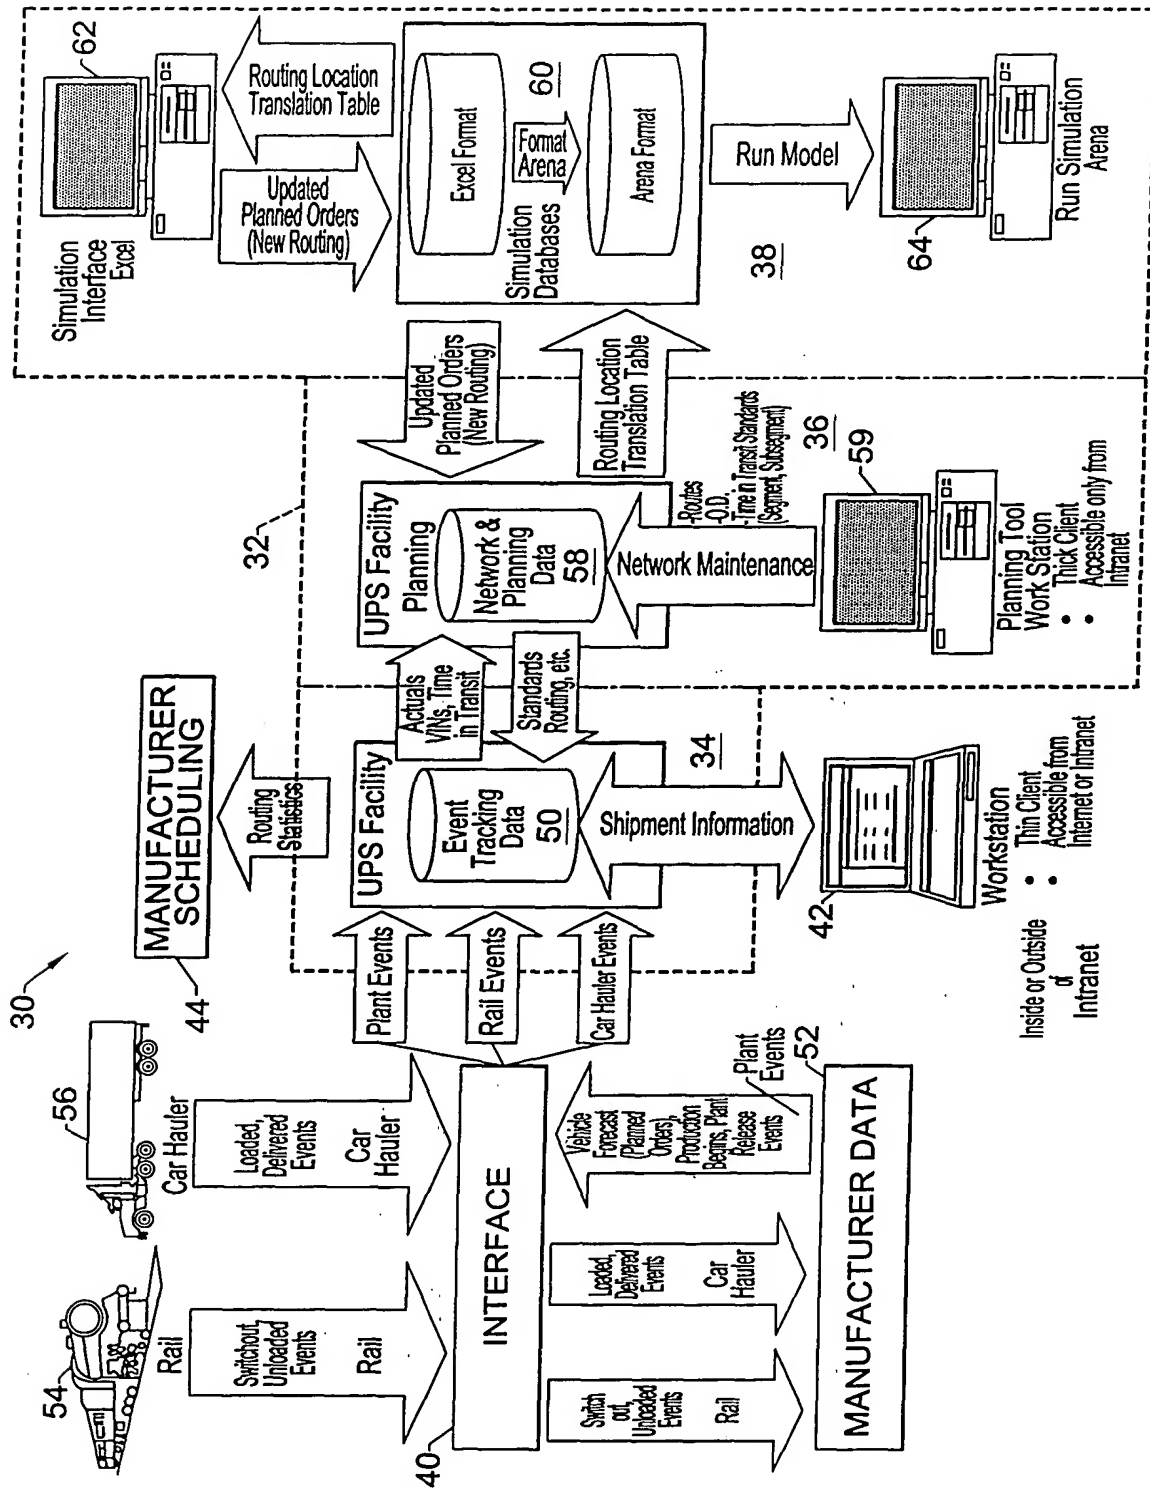 30
54
Rail
Switchout,
Unloaded
Events
Rail
56
Car Hauler
Loaded,
Delivered
Events
Car
Hauler
40
INTERFACE
Switch
out,
Unloaded
Events
Rail
Loaded,
Delivered
Events
Car
Hauler
Vehicle
Forecast
(Planned
Orders),
Production
Begins, Plant
Release
Events
Plant
Events
52
MANUFACTURER DATA
Plant Events
Rail Events
Car Hauler Events
44
MANUFACTURER
SCHEDULING
Routing
Statistics
32
UPS Facility
Event
Tracking
Data
50
34
Shipment Information
42
Workstation
• Thin Client
• Accessible from
Internet or Intranet
Inside or Outside
of
Intranet
Actuals
VINs, Time
in Transit
Standards
Routing, etc.
UPS Facility
Planning
Network &
Planning
Data
58
Network Maintenance
-Routes
-O.D.
-Time in Transit Standards
(Segment, Subsegment)
36
59
Planning Tool
Work Station
• Thick Client
• Accessible only from
Intranet
Updated
Planned Orders
(New Routing)
Routing Location
Translation Table
Simulation
Interface
Excel
62
Updated
Planned Orders
(New Routing)
Routing Location
Translation Table
Excel Format
60
Format
Arena
Arena Format
Simulation
Databases
Run Model
38
64
Run Simulation
Arena